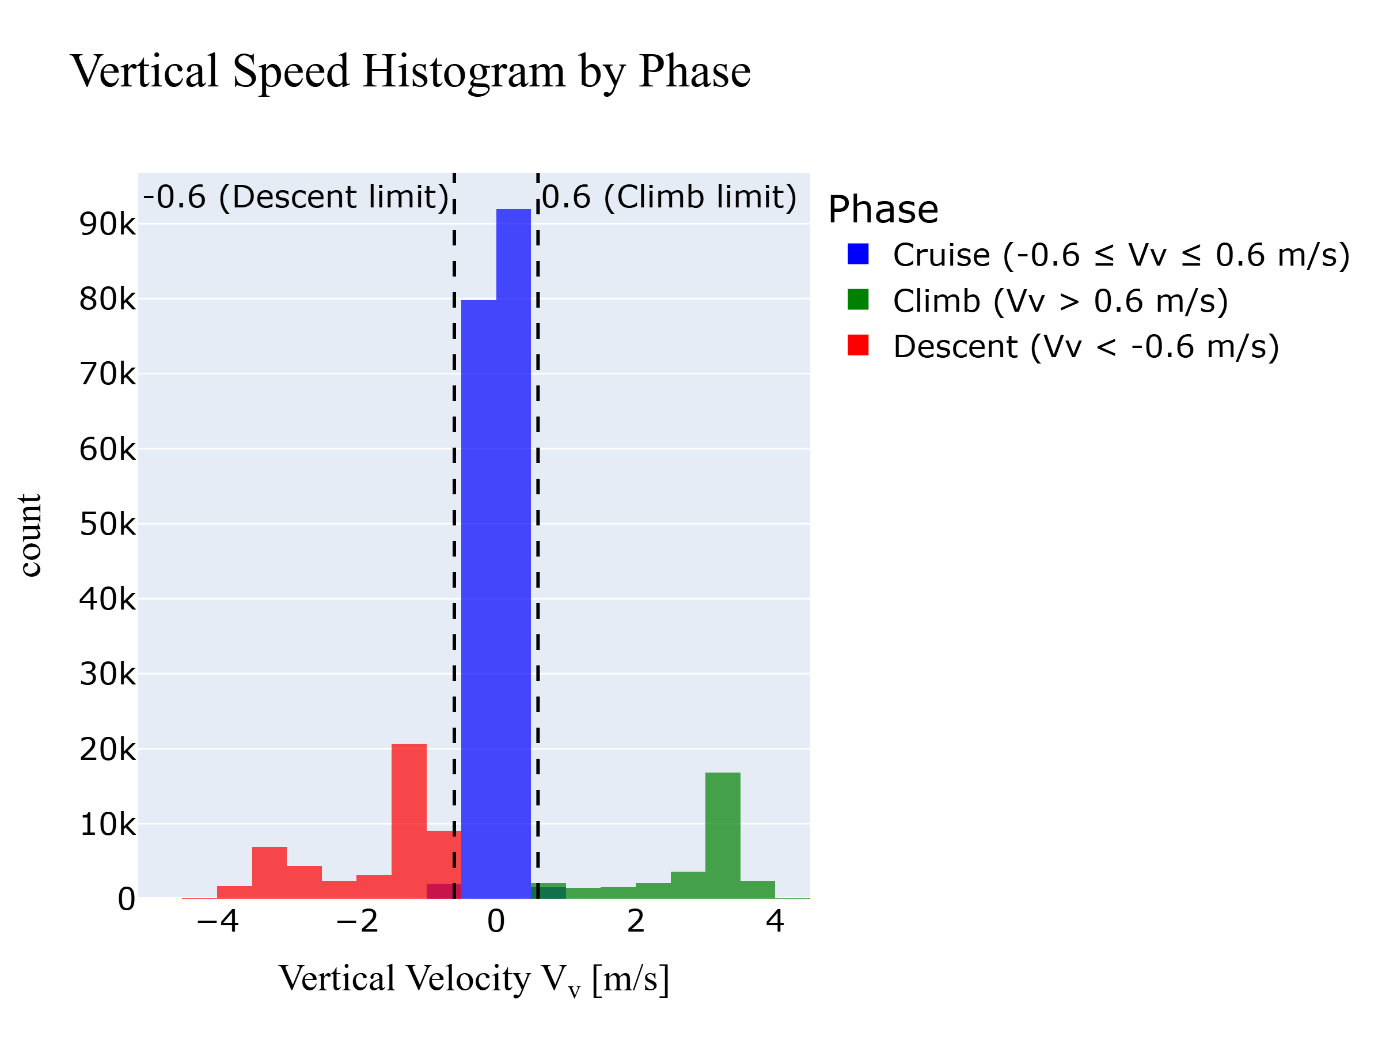 Vertical Speed Histogram by Phase
-0.6 (Descent limit)
0.6 (Climb limit)
Phase
Cruise (-0.6 ≤ Vv ≤ 0.6 m/s)
Climb (Vv > 0.6 m/s)
Descent (Vv < -0.6 m/s)
90k
80k
70k
60k
50k
40k
30k
20k
10k
0
count
−4
−2
0
2
4
Vertical Velocity Vv [m/s]